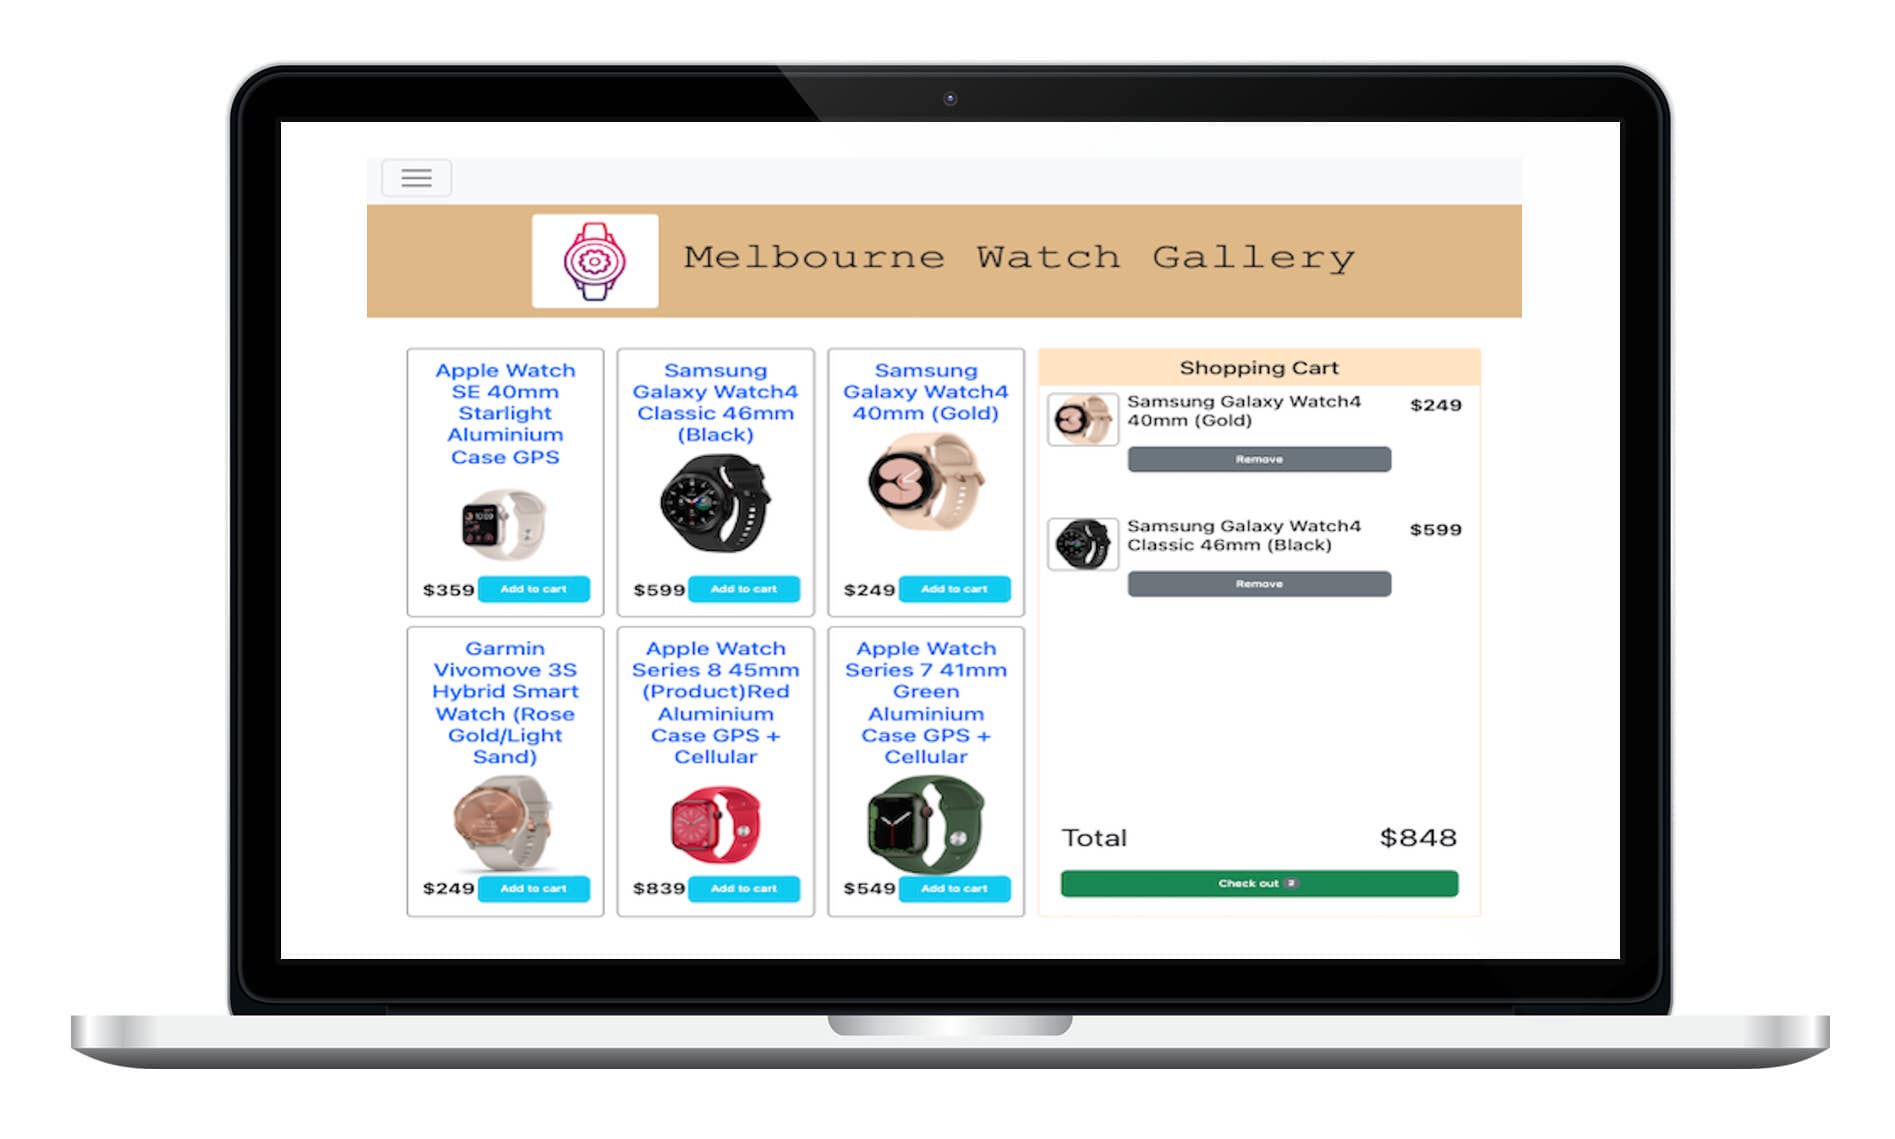 Melbourne Watch Gallery
Apple Watch
SE 40mm
Starlight
Aluminium
Case GPS
$359 Add to cart
Samsung
Galaxy Watch4
Classic 46mm
(Black)
$599 Add to cart
Samsung
Galaxy Watch4
40mm (Gold)
$249 Add to cart
Garmin
Vivomove 3S
Hybrid Smart
Watch (Rose
Gold/Light
Sand)
$249 Add to cart
Apple Watch
Series 8 45mm
(Product)Red
Aluminium
Case GPS +
Cellular
$839 Add to cart
Apple Watch
Series 7 41mm
Green
Aluminium
Case GPS +
Cellular
$549 Add to cart
Shopping Cart
Samsung Galaxy Watch4 $249
40mm (Gold)
Remove
Samsung Galaxy Watch4 $599
Classic 46mm (Black)
Remove
Total $848
Check out 2